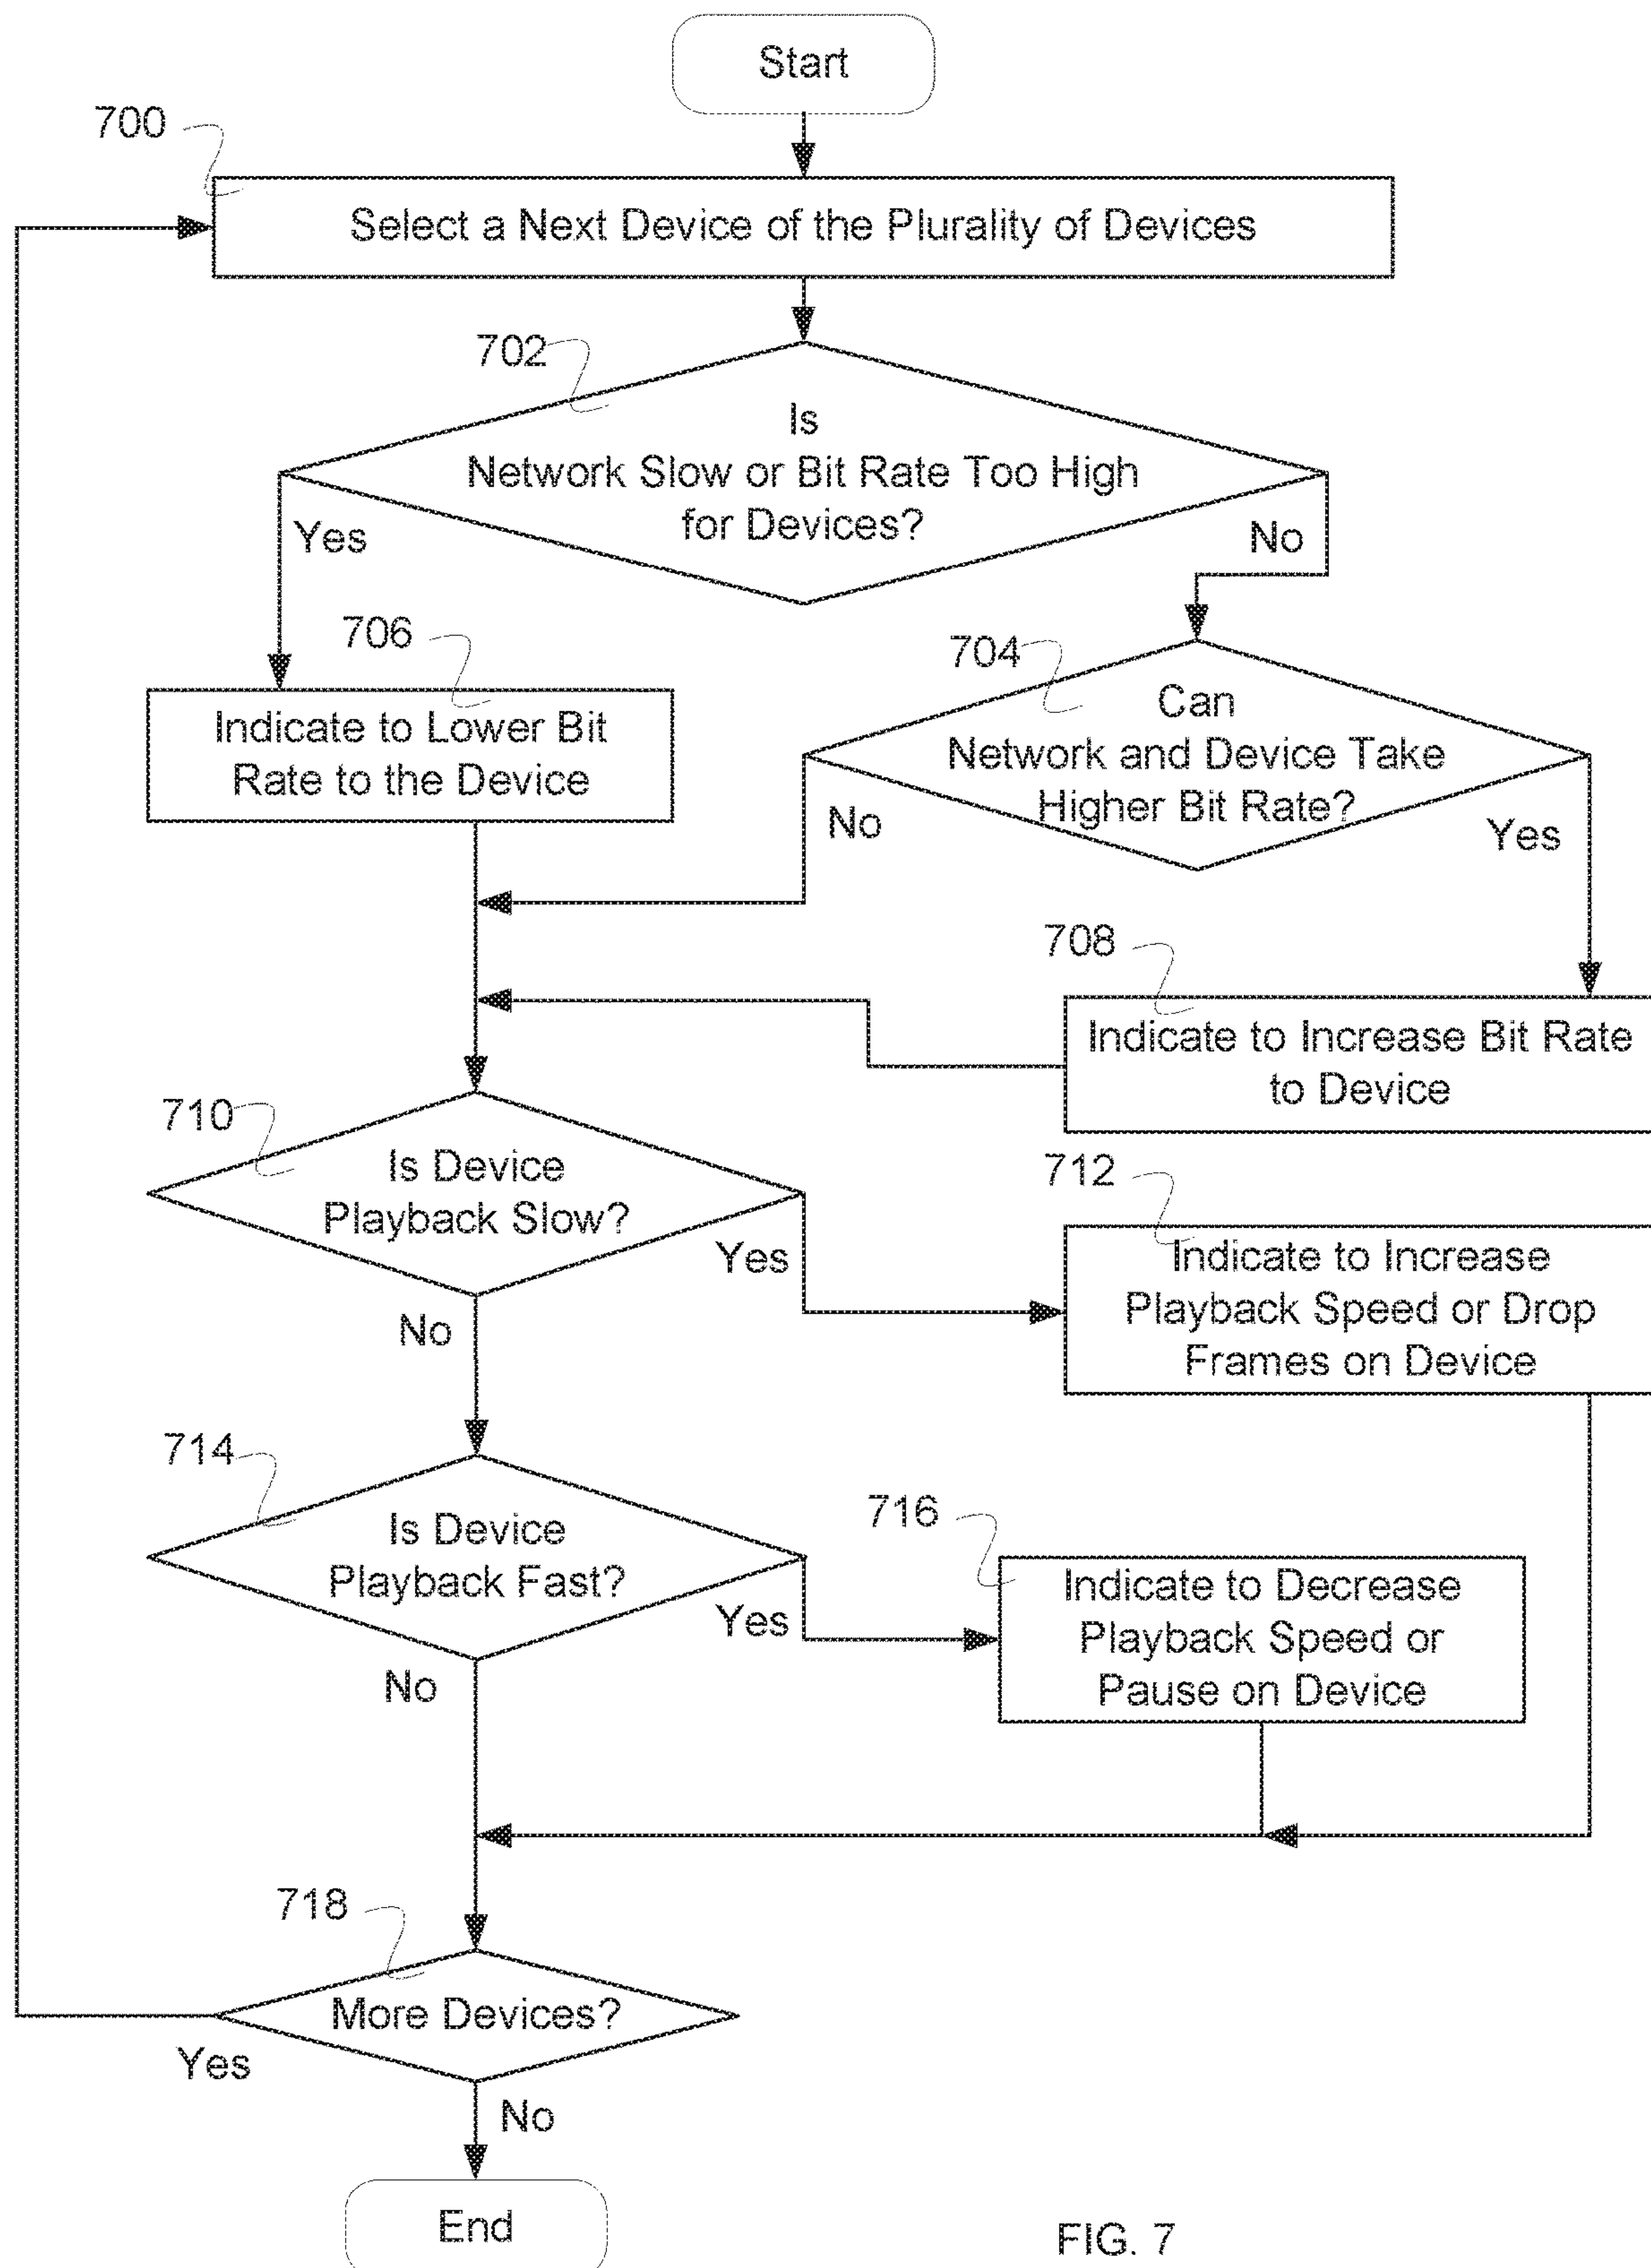 Start
700
Select a Next Device of the Plurality of Devices
702
Is
Network Slow or Bit Rate Too High
for Devices?
Yes
No
706
Indicate to Lower Bit
Rate to the Device
704
Can
Network and Device Take
Higher Bit Rate?
No
Yes
708
Indicate to Increase Bit Rate
to Device
710
Is Device
Playback Slow?
Yes
No
712
Indicate to Increase
Playback Speed or Drop
Frames on Device
714
Is Device
Playback Fast?
Yes
No
716
Indicate to Decrease
Playback Speed or
Pause on Device
718
More Devices?
Yes
No
End
FIG. 7